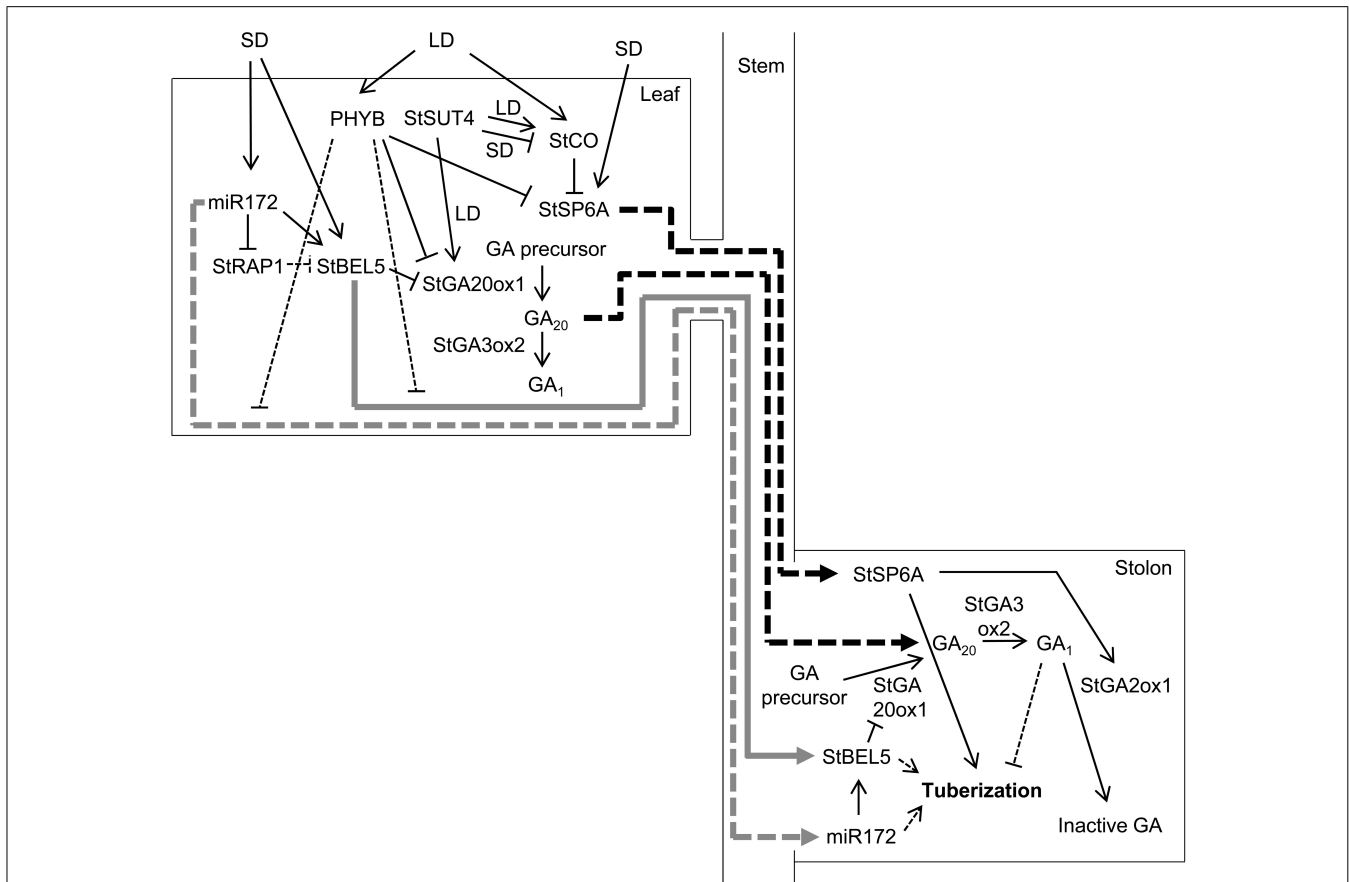 SD
LD
SD
Stem
Leaf
PHYB
StSUT4
LD
SD
StCO
miR172
StSP6A
LD
GA precursor
StRAP1
StBEL5
StGA20ox1
GA20
StGA3ox2
GA1
Stolon
StSP6A
StGA3
ox2
GA20
GA1
GA
precursor
StGA
20ox1
StGA2ox1
StBEL5
Tuberization
Inactive GA
miR172